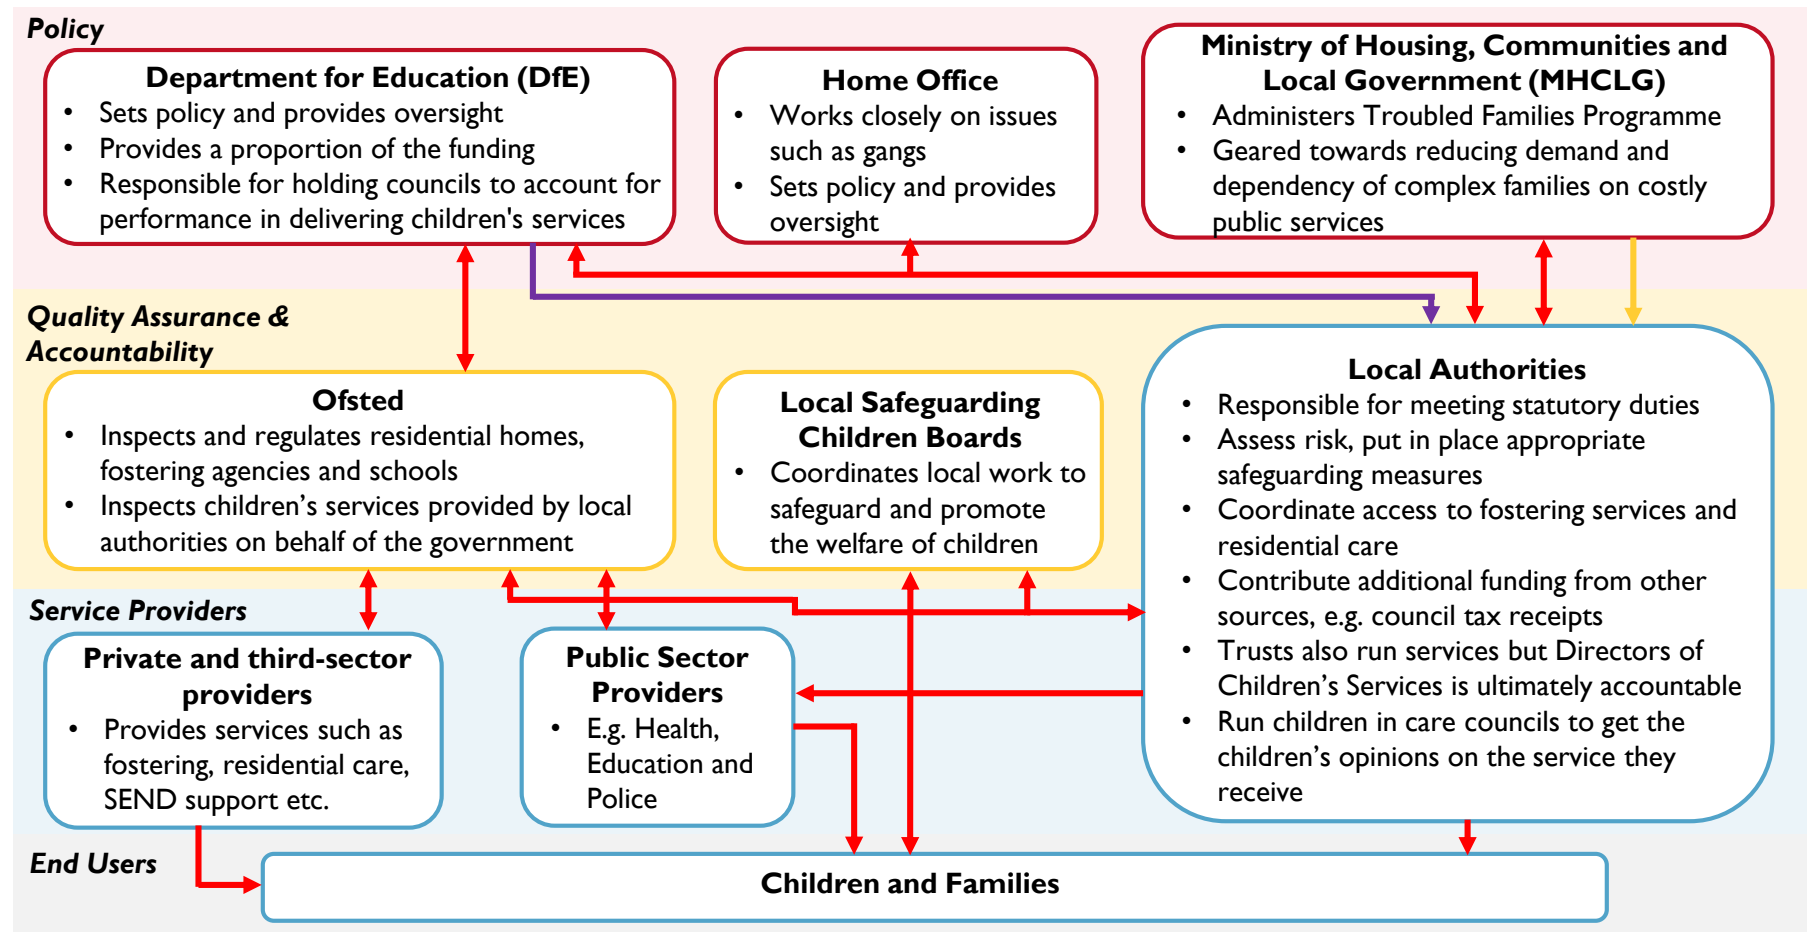 Policy
Department for Education (DfE)
• Sets policy and provides oversight
• Provides a proportion of the funding
• Responsible for holding councils to account for
performance in delivering children's services
Home Office
• Works closely on issues
such as gangs
• Sets policy and provides
oversight
Ministry of Housing, Communities and
Local Government (MHCLG)
• Administers Troubled Families Programme
• Geared towards reducing demand and
dependency of complex families on costly
public services
Quality Assurance &
Accountability
Ofsted
• Inspects and regulates residential homes,
fostering agencies and schools
• Inspects children’s services provided by local
authorities on behalf of the government
Local Safeguarding
Children Boards
• Coordinates local work to
safeguard and promote
the welfare of children
Local Authorities
• Responsible for meeting statutory duties
• Assess risk, put in place appropriate
safeguarding measures
• Coordinate access to fostering services and
residential care
• Contribute additional funding from other
sources, e.g. council tax receipts
• Trusts also run services but Directors of
Children’s Services is ultimately accountable
• Run children in care councils to get the
children’s opinions on the service they
receive
Service Providers
Private and third-sector
providers
• Provides services such as
fostering, residential care,
SEND support etc.
Public Sector
Providers
• E.g. Health,
Education and
Police
End Users
Children and Families